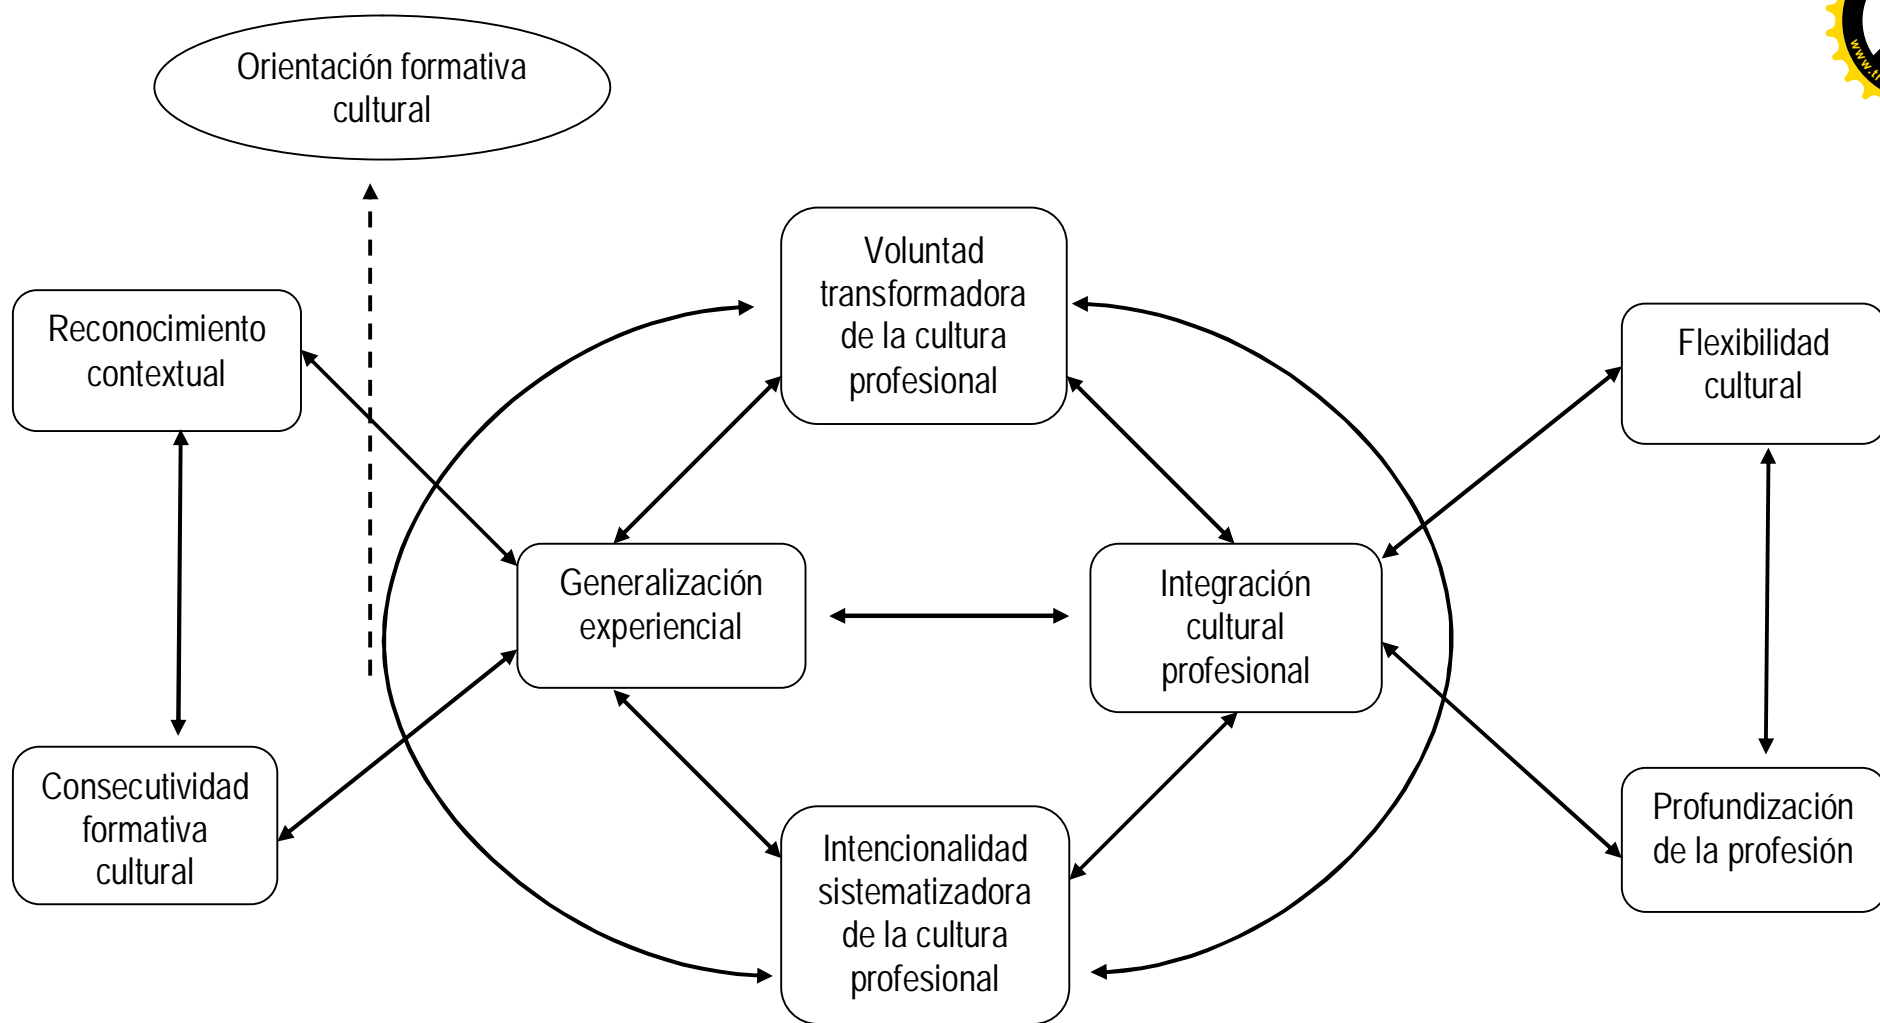 Orientación formativa
cultural
Voluntad
transformadora
de la cultura
profesional
Reconocimiento
contextual
Flexibilidad
cultural
Generalización
experiencial
Integración
cultural
profesional
Consecutividad
formativa
cultural
Intencionalidad
sistematizadora
de la cultura
profesional
Profundización
de la profesión